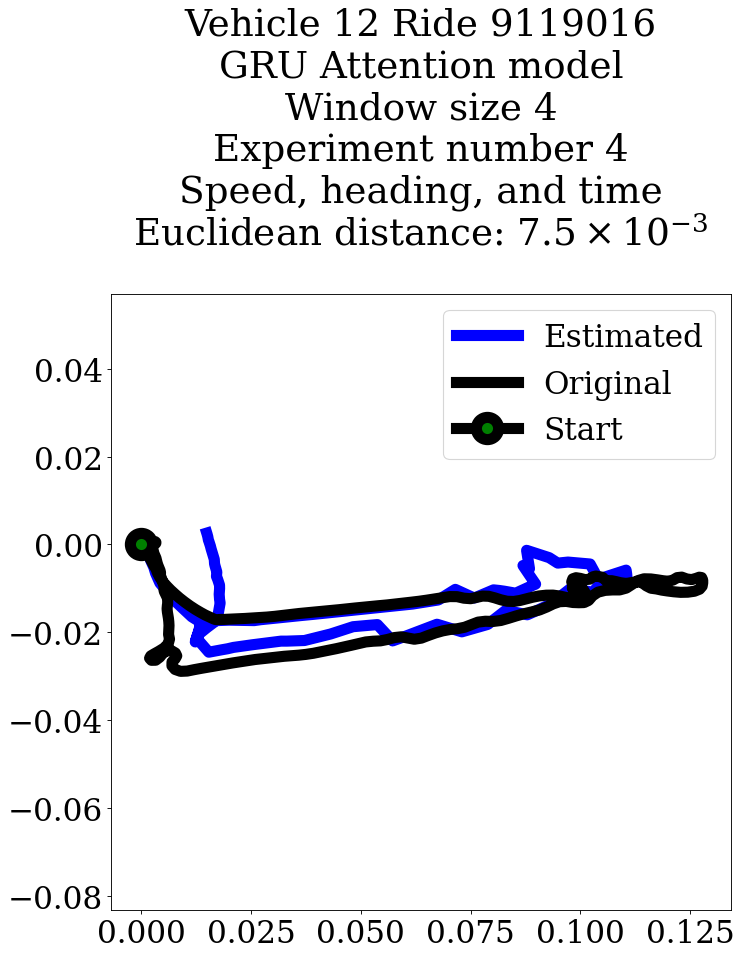 Vehicle 12 Ride 9119016
GRU Attention model
Window size 4
Experiment number 4
Speed, heading, and time
Euclidean distance: 7.5 × 10⁻³
Estimated
Original
Start
0.04
0.02
0.00
−0.02
−0.04
−0.06
−0.08
0.000 0.025 0.050 0.075 0.100 0.125